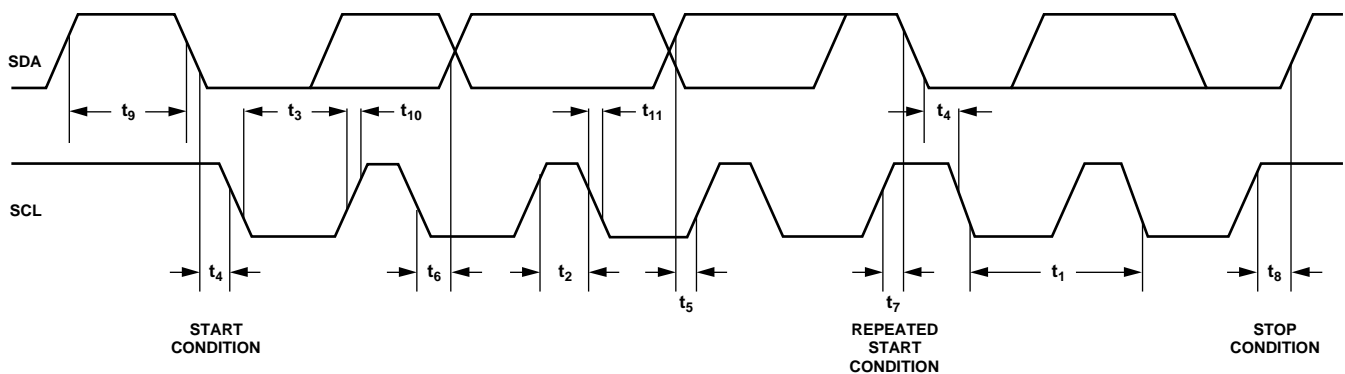 SDA
t9
t3
t10
t11
t4
SCL
t4
t6
t2
t5
t7
t1
t8
START
CONDITION
REPEATED
START
CONDITION
STOP
CONDITION